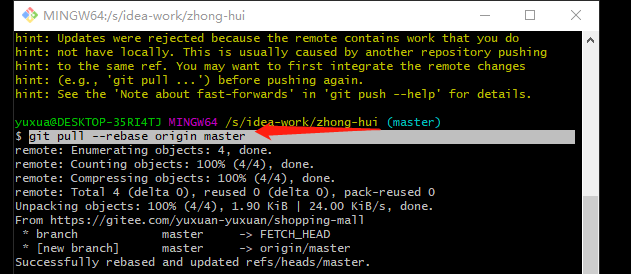 MINGW64:/s/idea-work/zhong-hui
hint: Updates were rejected because the remote contains work that you do
hint: not have locally. This is usually caused by another repository pushing
hint: to the same ref. You may want to first integrate the remote changes
hint: (e.g., 'git pull ...') before pushing again.
hint: See the 'Note about fast-forwards' in 'git push --help' for details.
yuxua@DESKTOP-35RI4TJ MINGW64 /s/idea-work/zhong-hui (master)
$ git pull --rebase origin master
remote: Enumerating objects: 4, done.
remote: Counting objects: 100% (4/4), done.
remote: Compressing objects: 100% (4/4), done.
remote: Total 4 (delta 0), reused 0 (delta 0), pack-reused 0
Unpacking objects: 100% (4/4), 1.90 KiB | 24.00 KiB/s, done.
From https://gitee.com/yuxuan-yuxuan/shopping-mall
 * branch            master     -> FETCH_HEAD
 * [new branch]      master     -> origin/master
Successfully rebased and updated refs/heads/master.